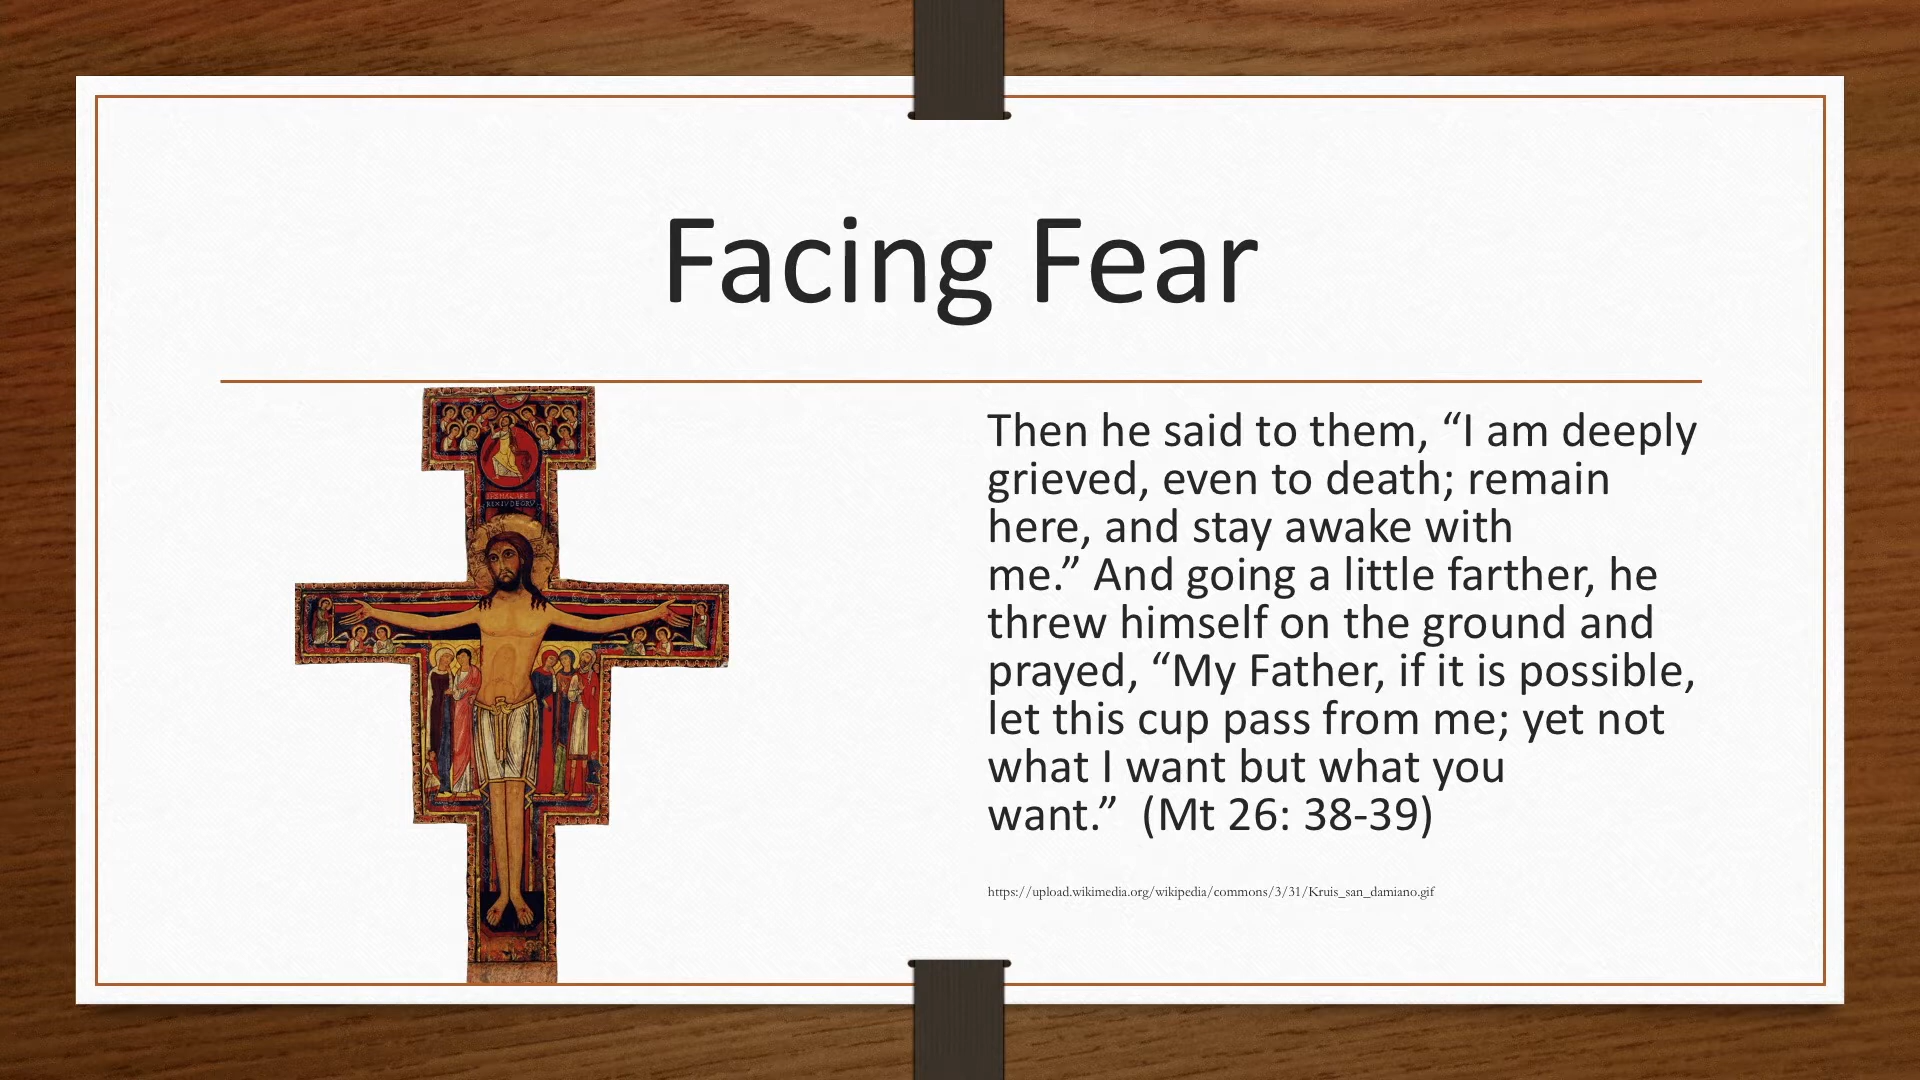 Facing Fear
Then he said to them, “I am deeply
grieved, even to death; remain
here, and stay awake with
me.” And going a little farther, he
threw himself on the ground and
prayed, “My Father, if it is possible,
let this cup pass from me; yet not
what I want but what you
want.”  (Mt 26: 38-39)
https://upload.wikimedia.org/wikipedia/commons/3/31/Kruis_san_damiano.gif